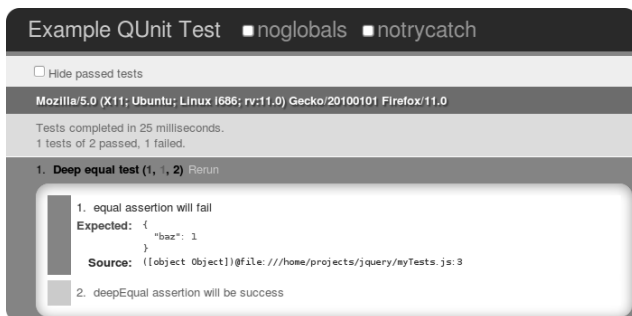 Example QUnit Test noglobals notrycatch
Hide passed tests
Mozilla/5.0 (X11; Ubuntu; Linux i686; rv:11.0) Gecko/20100101 Firefox/11.0
Tests completed in 25 milliseconds.
1 tests of 2 passed, 1 failed.
1. Deep equal test (1, 1, 2) Rerun
1. equal assertion will fail
Expected: {
"baz": 1
}
Source: ([object Object])@file:///home/projects/jquery/myTests.js:3
2. deepEqual assertion will be success